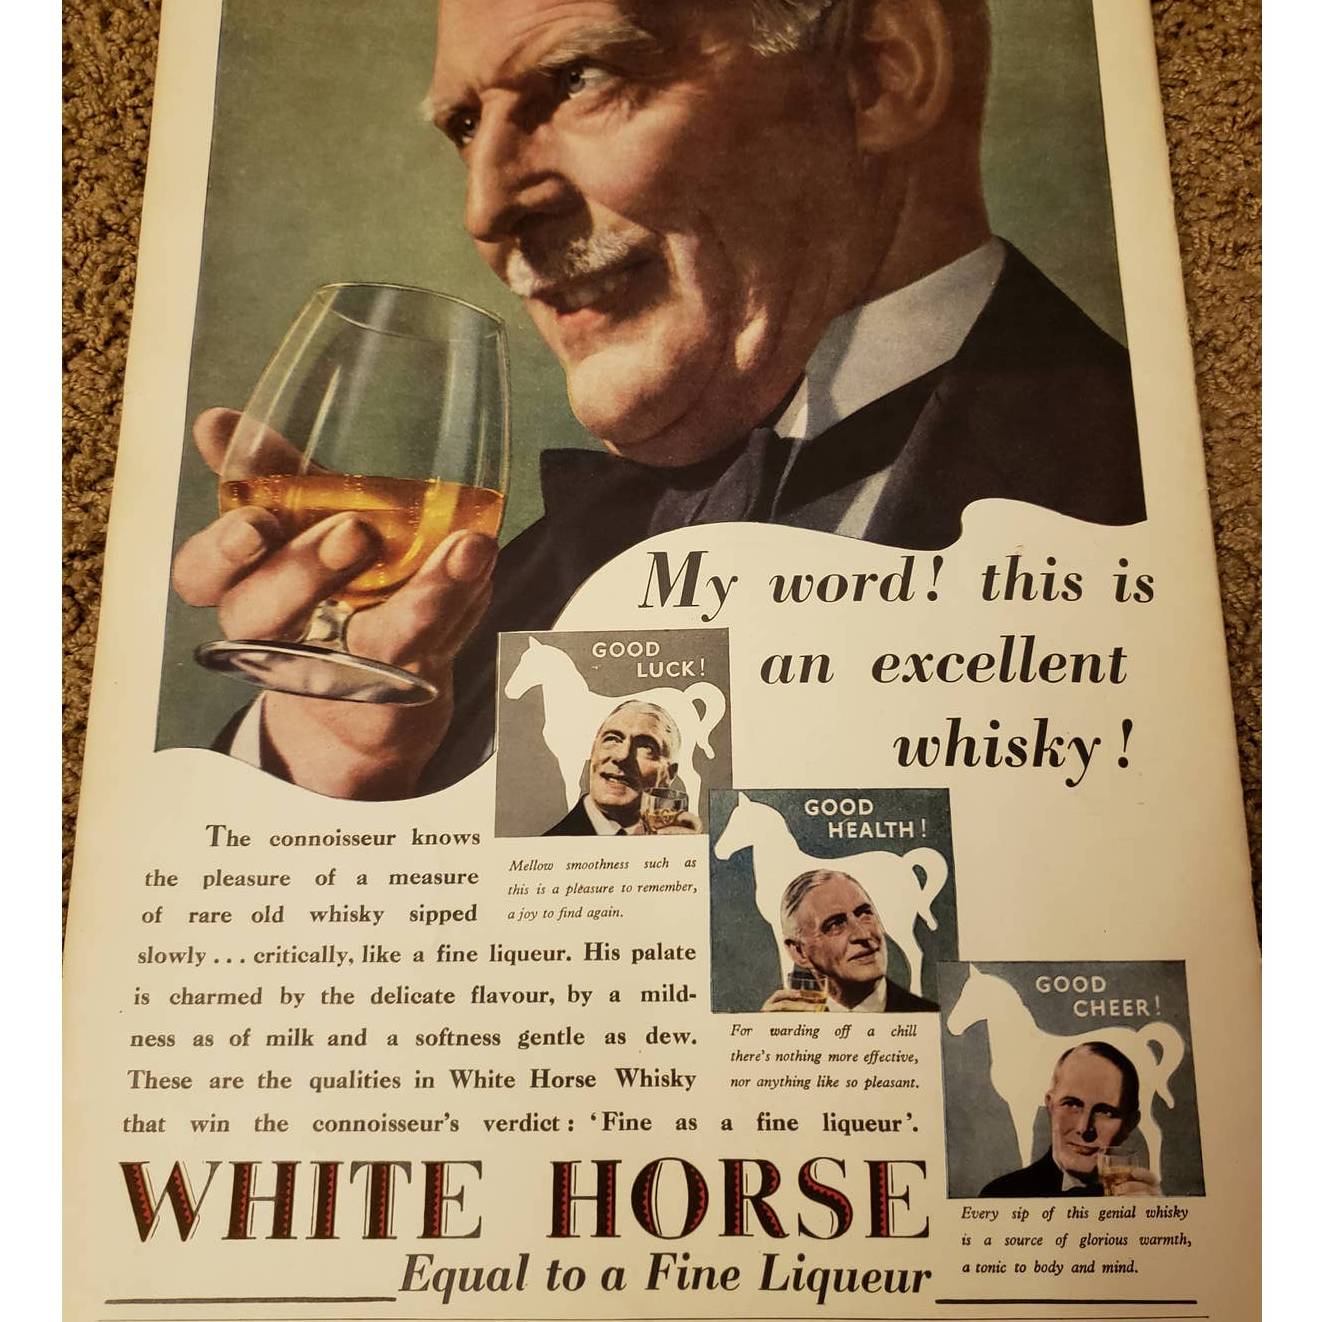 My word! this is
an excellent
whisky!
GOOD
LUCK!
Mellow smoothness such as
this is a pleasure to remember,
a joy to find again.
GOOD
HEALTH!
For warding off a chill
there's nothing more effective,
nor anything like so pleasant.
GOOD
CHEER!
Every sip of this genial whisky
is a source of glorious warmth,
a tonic to body and mind.
The connoisseur knows
the pleasure of a measure
of rare old whisky sipped
slowly... critically, like a fine liqueur. His palate
is charmed by the delicate flavour, by a mild-
ness as of milk and a softness gentle as dew.
These are the qualities in White Horse Whisky
that win the connoisseur's verdict: 'Fine as a fine liqueur'.
WHITE HORSE
Equal to a Fine Liqueur